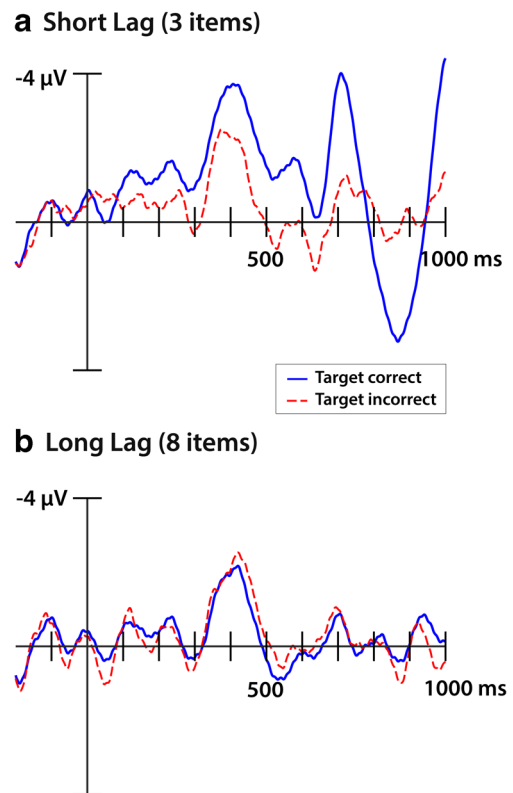 a Short Lag (3 items)
-4 μV
500 1000 ms
Target correct
Target incorrect
b Long Lag (8 items)
-4 μV
500 1000 ms